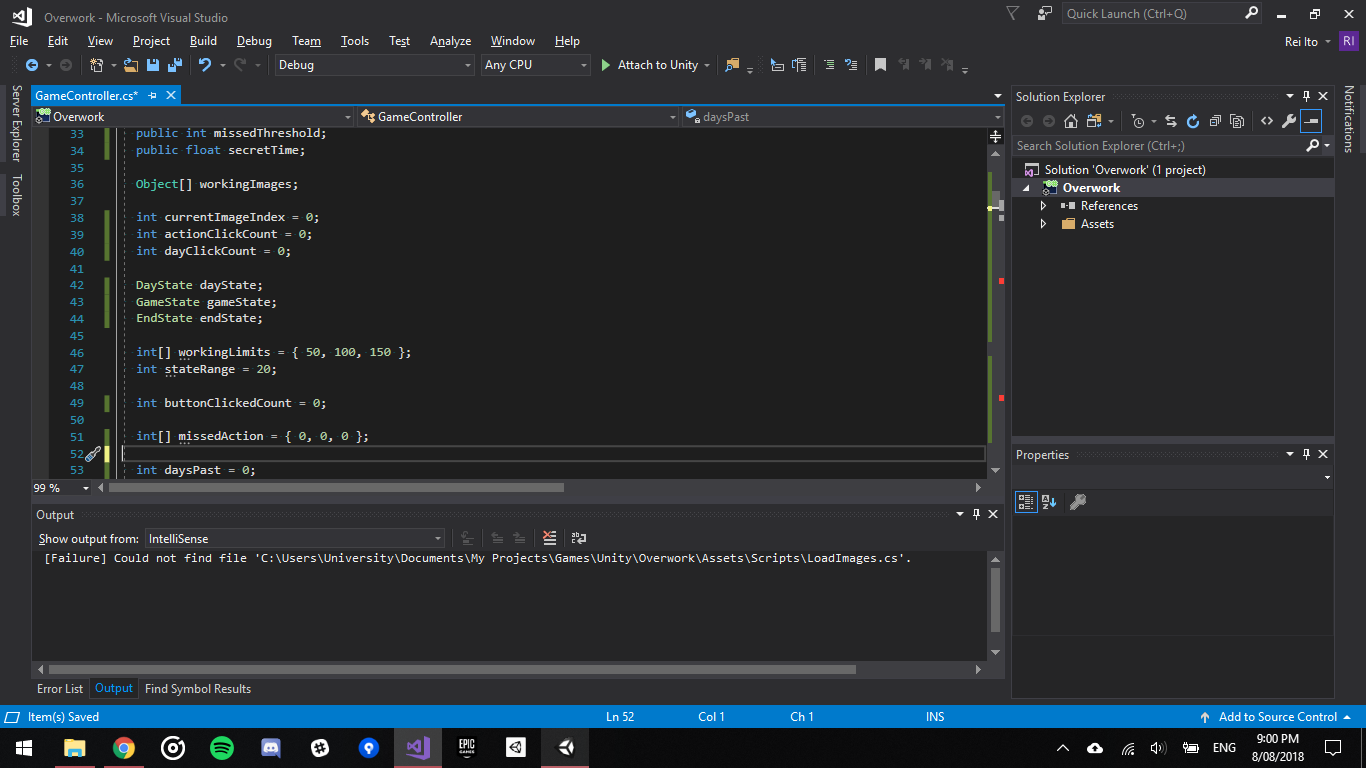 Overwork - Microsoft Visual Studio
Quick Launch (Ctrl+Q)
File Edit View Project Build Debug Team Tools Test Analyze Window Help
Rei Ito RI
Debug Any CPU Attach to Unity
Server Explorer
Toolbox
GameController.cs*
Overwork GameController daysPast
33 public int missedThreshold;
34 public float secretTime;
35
36 Object[] workingImages;
37
38 int currentImageIndex = 0;
39 int actionClickCount = 0;
40 int dayClickCount = 0;
41
42 DayState dayState;
43 GameState gameState;
44 EndState endState;
45
46 int[] workingLimits = { 50, 100, 150 };
47 int stateRange = 20;
48
49 int buttonClickedCount = 0;
50
51 int[] missedAction = { 0, 0, 0 };
52
53 int daysPast = 0;
99 %
Output
Show output from: IntelliSense
[Failure] Could not find file 'C:\Users\University\Documents\My Projects\Games\Unity\Overwork\Assets\Scripts\LoadImages.cs'.
Error List Output Find Symbol Results
Solution Explorer
Search Solution Explorer (Ctrl+;)
Solution 'Overwork' (1 project)
Overwork
References
Assets
Properties
Notifications
Item(s) Saved Ln 52 Col 1 Ch 1 INS Add to Source Control
EPIC GAMES
ENG
9:00 PM
8/08/2018